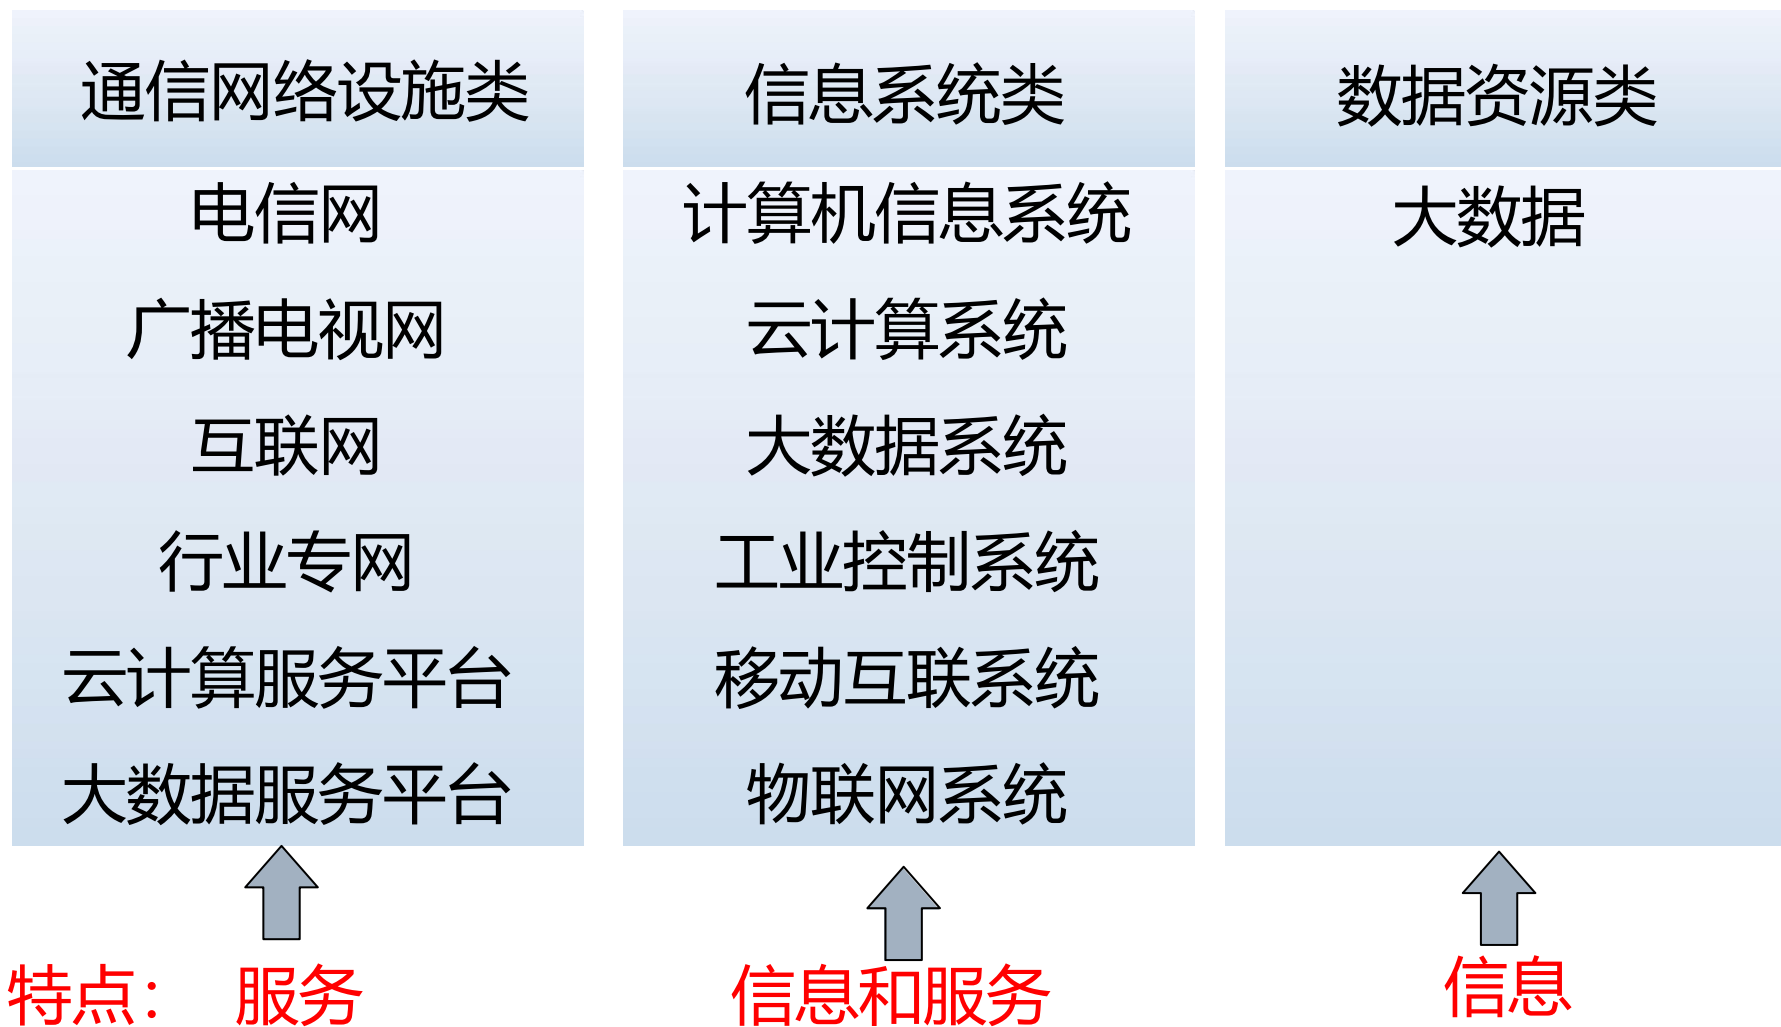 通信网络设施类
电信网
广播电视网
互联网
行业专网
云计算服务平台
大数据服务平台
信息系统类
计算机信息系统
云计算系统
大数据系统
工业控制系统
移动互联系统
物联网系统
数据资源类
大数据
特点： 服务
信息和服务
信息